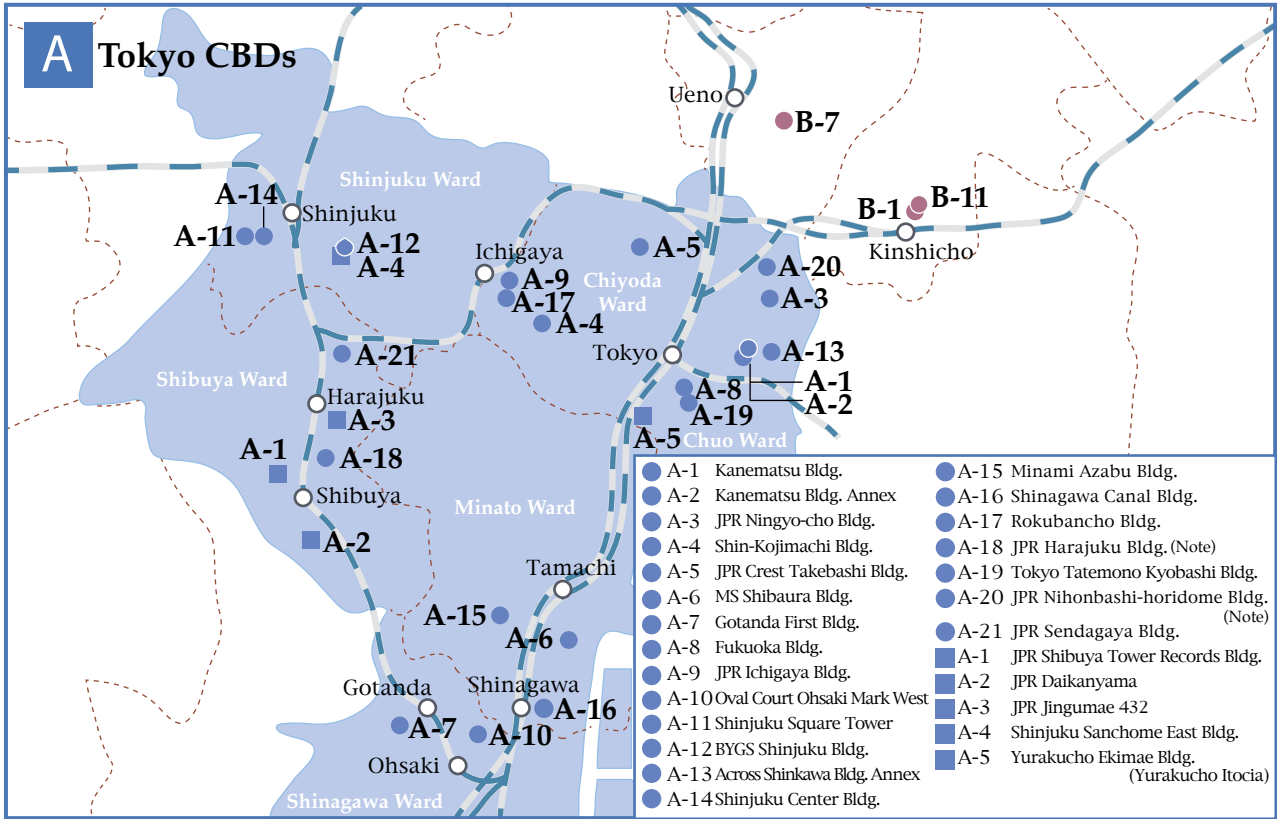 A Tokyo CBDs
Ueno
B-7
Shinjuku Ward
A-14
Shinjuku
B-1
B-11
A-11
A-12
A-4
Ichigaya
A-5
Kinshicho
A-9
A-17
Chiyoda
Ward
A-20
A-3
A-4
Tokyo
A-13
A-21
Shibuya Ward
A-8
A-1
Harajuku
A-19
A-2
A-3
A-5
Chuo Ward
A-1
A-18
Shibuya
Minato Ward
A-2
Tamachi
A-15
A-6
Gotanda
Shinagawa
A-7
A-10
A-16
Ohsaki
Shinagawa Ward
A-1 Kanematsu Bldg.
A-2 Kanematsu Bldg. Annex
A-3 JPR Ningyo-cho Bldg.
A-4 Shin-Kojimachi Bldg.
A-5 JPR Crest Takebashi Bldg.
A-6 MS Shibaura Bldg.
A-7 Gotanda First Bldg.
A-8 Fukuoka Bldg.
A-9 JPR Ichigaya Bldg.
A-10 Oval Court Ohsaki Mark West
A-11 Shinjuku Square Tower
A-12 BYGS Shinjuku Bldg.
A-13 Across Shinkawa Bldg. Annex
A-14 Shinjuku Center Bldg.
A-15 Minami Azabu Bldg.
A-16 Shinagawa Canal Bldg.
A-17 Rokubancho Bldg.
A-18 JPR Harajuku Bldg. (Note)
A-19 Tokyo Tatemono Kyobashi Bldg.
A-20 JPR Nihonbashi-horidome Bldg.
(Note)
A-21 JPR Sendagaya Bldg.
A-1 JPR Shibuya Tower Records Bldg.
A-2 JPR Daikanyama
A-3 JPR Jingumae 432
A-4 Shinjuku Sanchome East Bldg.
A-5 Yurakucho Ekimae Bldg.
(Yurakucho Itocia)